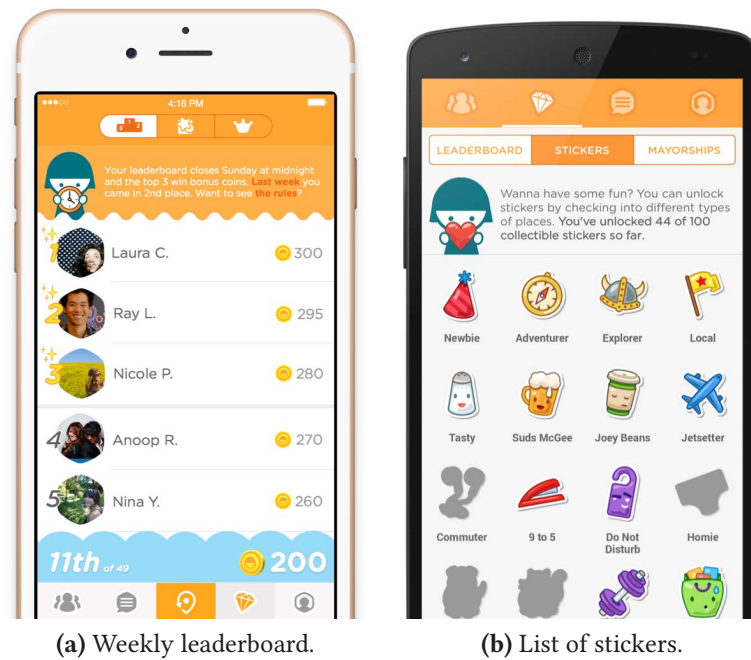 4:16 PM
1 2 3
Your leaderboard closes Sunday at midnight
and the top 3 win bonus coins. Last week you
came in 2nd place. Want to see the rules?
1 Laura C. 300
2 Ray L. 295
3 Nicole P. 280
4 Anoop R. 270
5 Nina Y. 260
11th of 49 200
(a) Weekly leaderboard.
LEADERBOARD STICKERS MAYORSHIPS
Wanna have some fun? You can unlock
stickers by checking into different types
of places. You've unlocked 44 of 100
collectible stickers so far.
Newbie Adventurer Explorer Local
Tasty Suds McGee Joey Beans Jetsetter
Commuter 9 to 5 Do Not Homie
Disturb
(b) List of stickers.